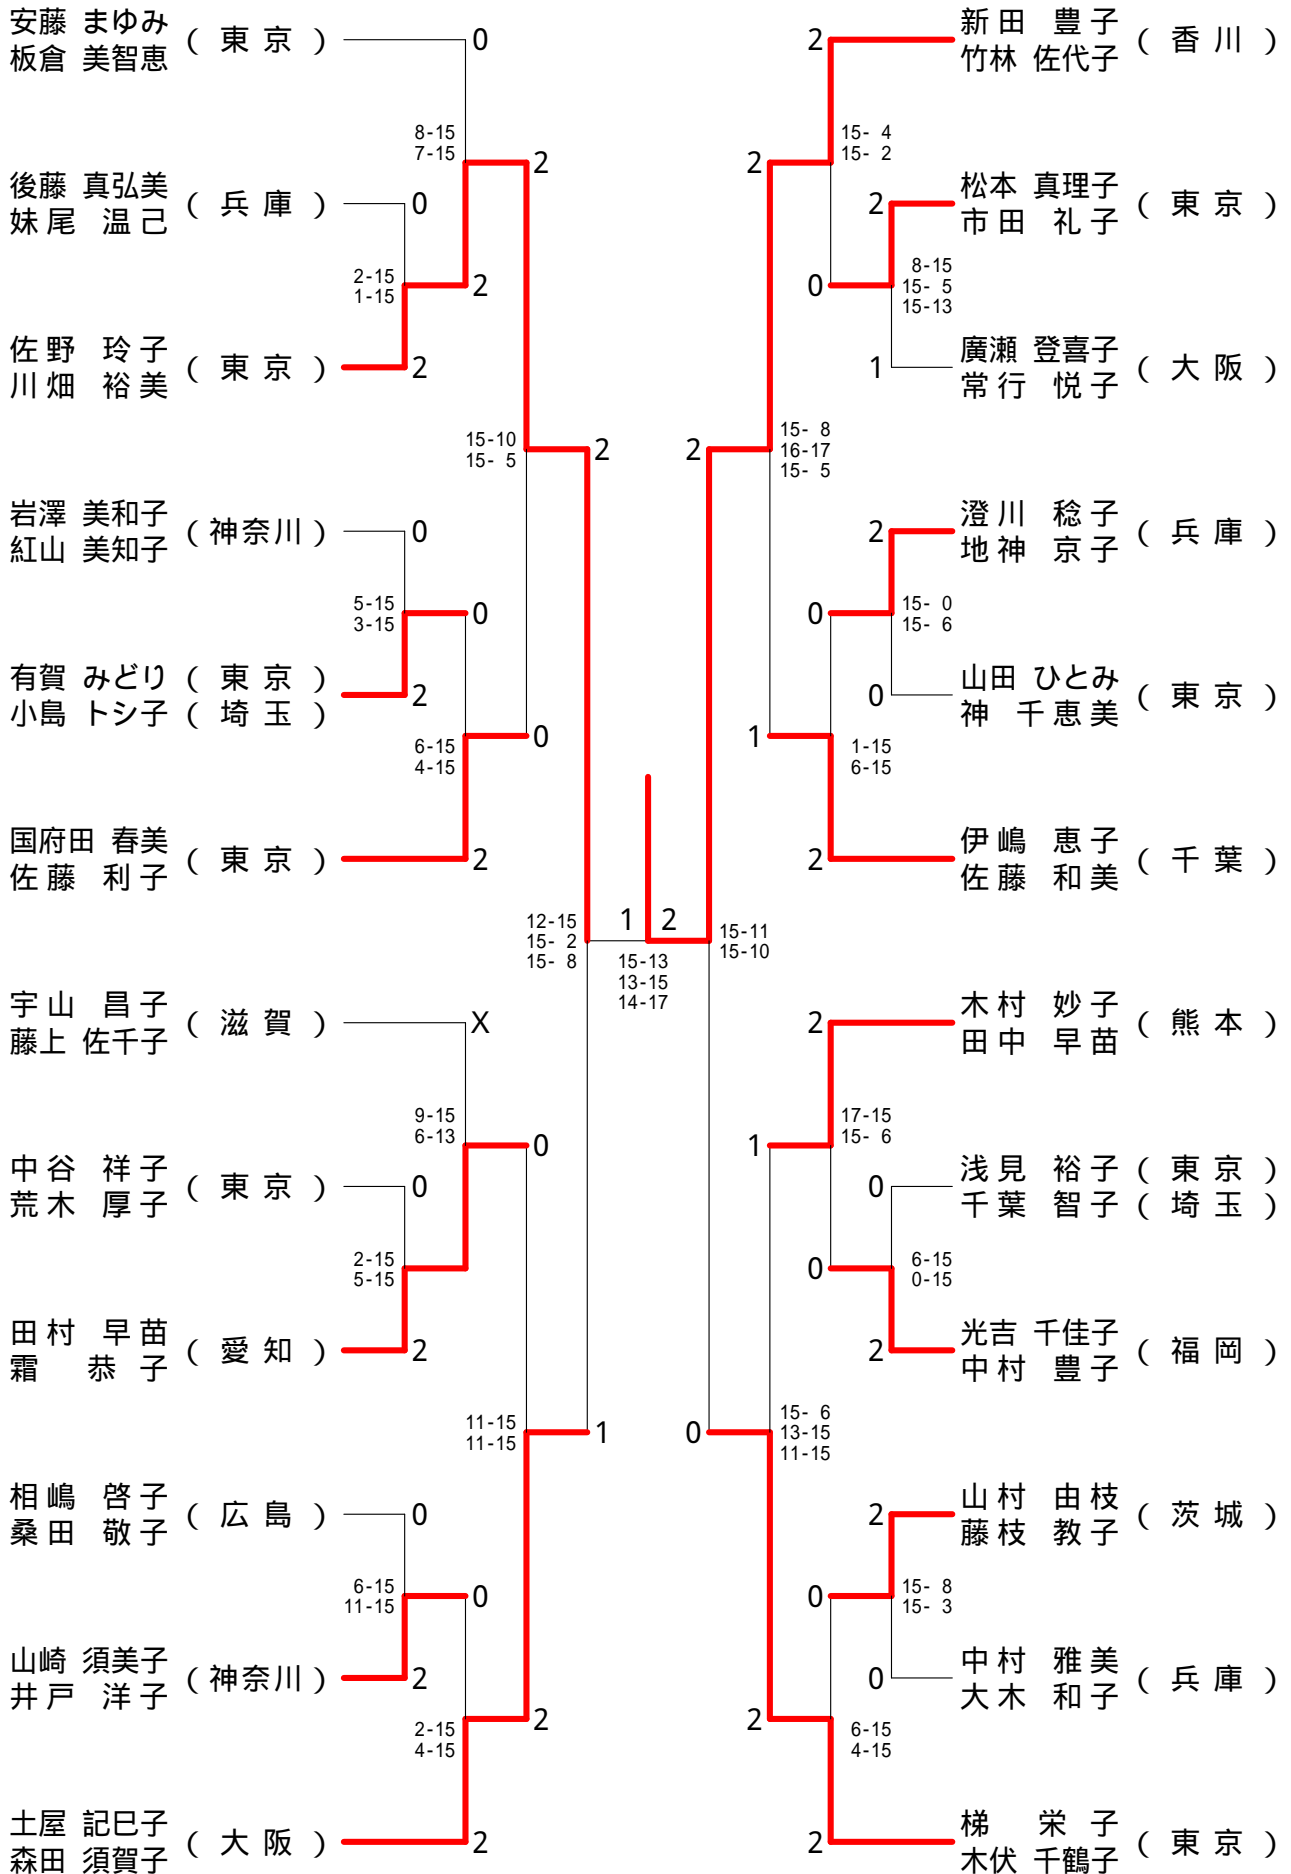 安藤 まゆみ
板倉 美智恵
( 東 京 )
0
8-15
7-15
2
後藤 真弘美
妹尾 温己
( 兵 庫 )
0
2-15
1-15
2
佐野 玲子
川畑 裕美
( 東 京 )
2
15-10
15- 5
2
岩澤 美和子
紅山 美知子
( 神奈川 )
0
5-15
3-15
0
有賀 みどり ( 東 京 )
小島 トシ子 ( 埼 玉 )
2
6-15
4-15
0
国府田 春美
佐藤 利子
( 東 京 )
2
12-15
15- 2
15- 8
宇山 昌子
藤上 佐千子
( 滋 賀 )
X
9-15
6-13
0
中谷 祥子
荒木 厚子
( 東 京 )
0
2-15
5-15
田村 早苗
霜 恭子
( 愛 知 )
2
11-15
11-15
1
相嶋 啓子
桑田 敬子
( 広 島 )
0
6-15
11-15
0
山崎 須美子
井戸 洋子
( 神奈川 )
2
2-15
4-15
2
土屋 記巳子
森田 須賀子
( 大 阪 )
2
1 2
15-13
13-15
14-17
2
新田 豊子
竹林 佐代子
( 香 川 )
15- 4
15- 2
2
2
松本 真理子
市田 礼子
( 東 京 )
8-15
15- 5
15-13
0
1
廣瀬 登喜子
常行 悦子
( 大 阪 )
15- 8
16-17
15- 5
2
2
澄川 稔子
地神 京子
( 兵 庫 )
15- 0
15- 6
0
0
山田 ひとみ
神 千恵美
( 東 京 )
1
1-15
6-15
2
伊嶋 恵子
佐藤 和美
( 千 葉 )
15-11
15-10
2
木村 妙子
田中 早苗
( 熊 本 )
17-15
15- 6
1
0
浅見 裕子 ( 東 京 )
千葉 智子 ( 埼 玉 )
6-15
0-15
0
2
光吉 千佳子
中村 豊子
( 福 岡 )
15- 6
13-15
11-15
0
2
山村 由枝
藤枝 教子
( 茨 城 )
15- 8
15- 3
0
0
中村 雅美
大木 和子
( 兵 庫 )
2
6-15
4-15
2
梯 栄子
木伏 千鶴子
( 東 京 )